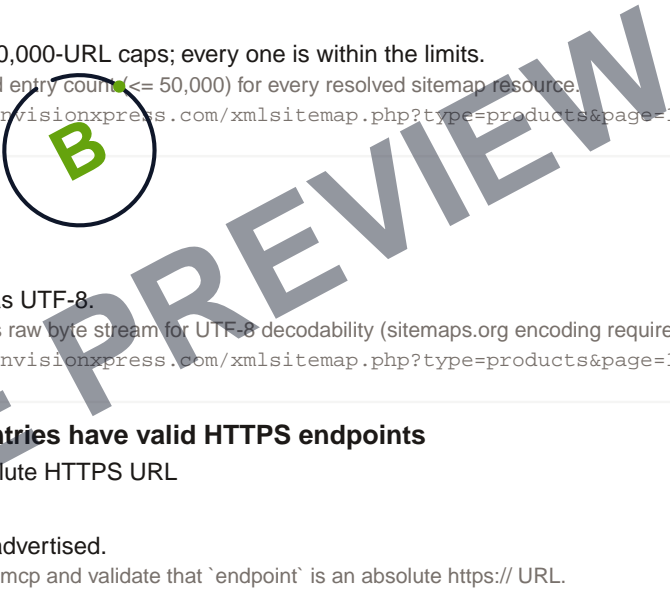 0,000-URL caps; every one is within the limits.
d entry count (<= 50,000) for every resolved sitemap resource.
nvisionxpress.com/xmlsitemap.php?type=products&page=1
B
s UTF-8.
s raw byte stream for UTF-8 decodability (sitemaps.org encoding require
nvisionxpress.com/xmlsitemap.php?type=products&page=1
PREVIEW
ntries have valid HTTPS endpoints
lute HTTPS URL
advertised.
mcp and validate that `endpoint` is an absolute https:// URL.